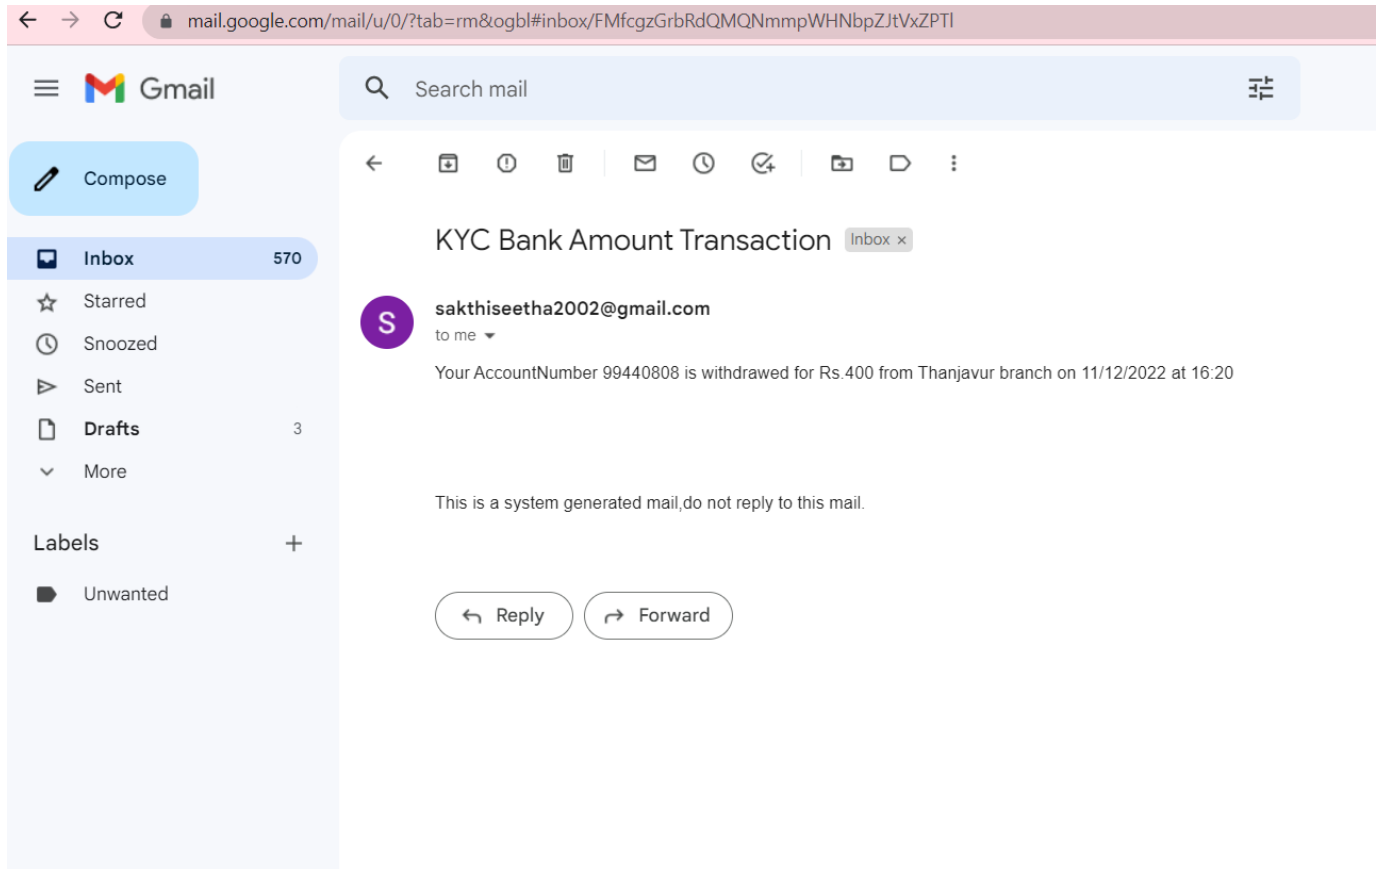 mail.google.com/mail/u/0/?tab=rm&ogbl#inbox/FMfcgzGrbRdQMQNmmpWHNbpZJtVxZPTl
Gmail
Search mail
Compose
KYC Bank Amount Transaction Inbox ×
Inbox 570
Starred
Snoozed
Sent
Drafts 3
More
Labels +
Unwanted
S
sakthiseetha2002@gmail.com
to me
Your AccountNumber 99440808 is withdrawed for Rs.400 from Thanjavur branch on 11/12/2022 at 16:20
This is a system generated mail,do not reply to this mail.
Reply
Forward